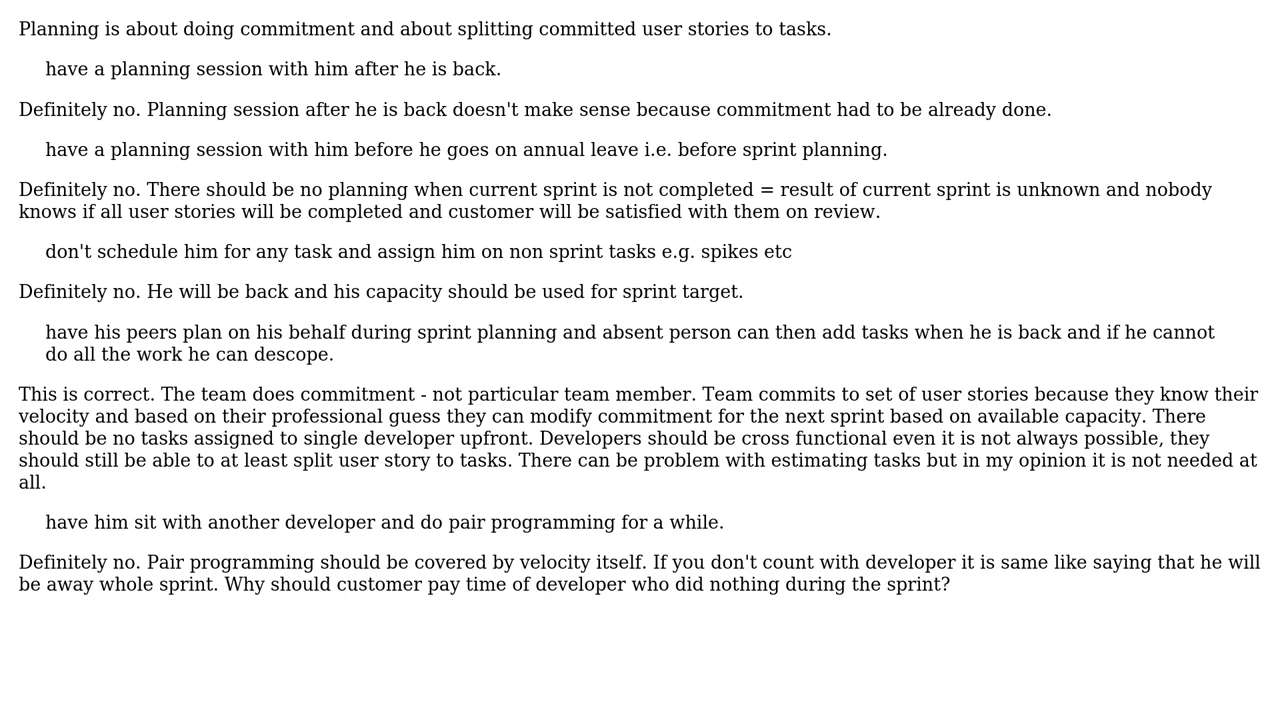 Planning is about doing commitment and about splitting committed user stories to tasks.
have a planning session with him after he is back.
Definitely no. Planning session after he is back doesn't make sense because commitment had to be already done.
have a planning session with him before he goes on annual leave i.e. before sprint planning.
Definitely no. There should be no planning when current sprint is not completed = result of current sprint is unknown and nobody
knows if all user stories will be completed and customer will be satisfied with them on review.
don't schedule him for any task and assign him on non sprint tasks e.g. spikes etc
Definitely no. He will be back and his capacity should be used for sprint target.
have his peers plan on his behalf during sprint planning and absent person can then add tasks when he is back and if he cannot
do all the work he can descope.
This is correct. The team does commitment - not particular team member. Team commits to set of user stories because they know their
velocity and based on their professional guess they can modify commitment for the next sprint based on available capacity. There
should be no tasks assigned to single developer upfront. Developers should be cross functional even it is not always possible, they
should still be able to at least split user story to tasks. There can be problem with estimating tasks but in my opinion it is not needed at
all.
have him sit with another developer and do pair programming for a while.
Definitely no. Pair programming should be covered by velocity itself. If you don't count with developer it is same like saying that he will
be away whole sprint. Why should customer pay time of developer who did nothing during the sprint?